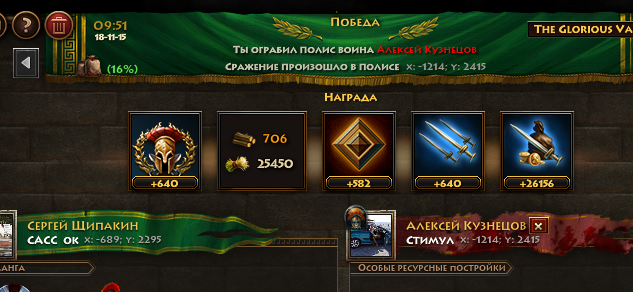 09:51
18-11-15
Победа
The Glorious Va
Ты ограбил полис воина Алексей Кузнецов
(16%)
Сражение произошло в полисе X: -1214; Y: 2415
Награда
706
25450
+640
+582
+640
+26156
Сергей Щипакин
САСС ОК X: -689; Y: 2295
Алексей Кузнецов
СТИМУЛ X: -1214; Y: 2415
АНГА
Особые ресурсные постройки